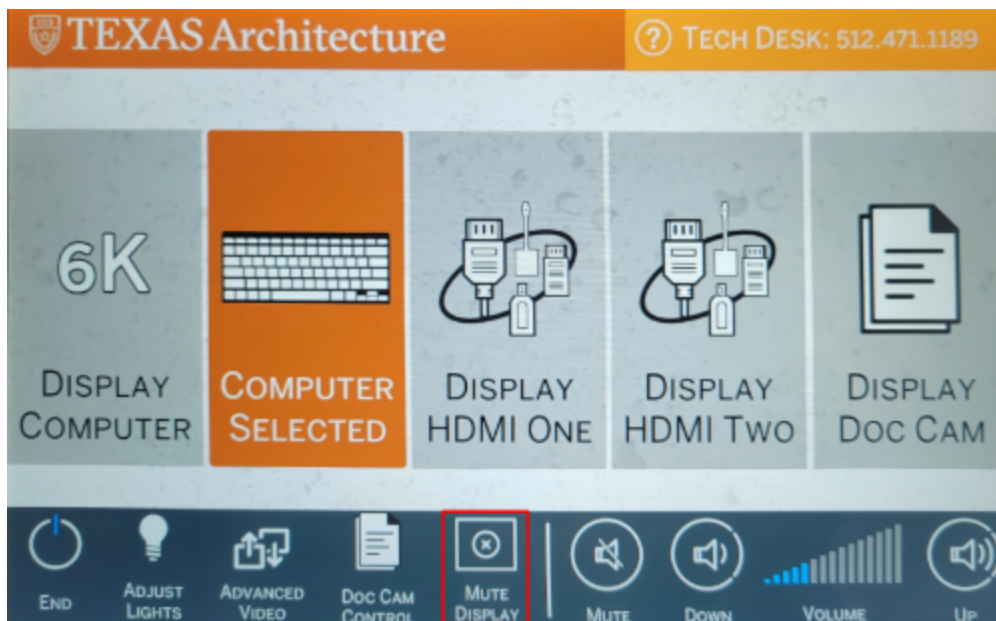 TEXAS Architecture
? TECH DESK: 512.471.1189
6K
DISPLAY
COMPUTER
COMPUTER
SELECTED
DISPLAY
HDMI ONE
DISPLAY
HDMI TWO
DISPLAY
DOC CAM
END
ADJUST
LIGHTS
ADVANCED
VIDEO
DOC CAM
CONTROL
MUTE
DISPLAY
MUTE
DOWN
VOLUME
UP